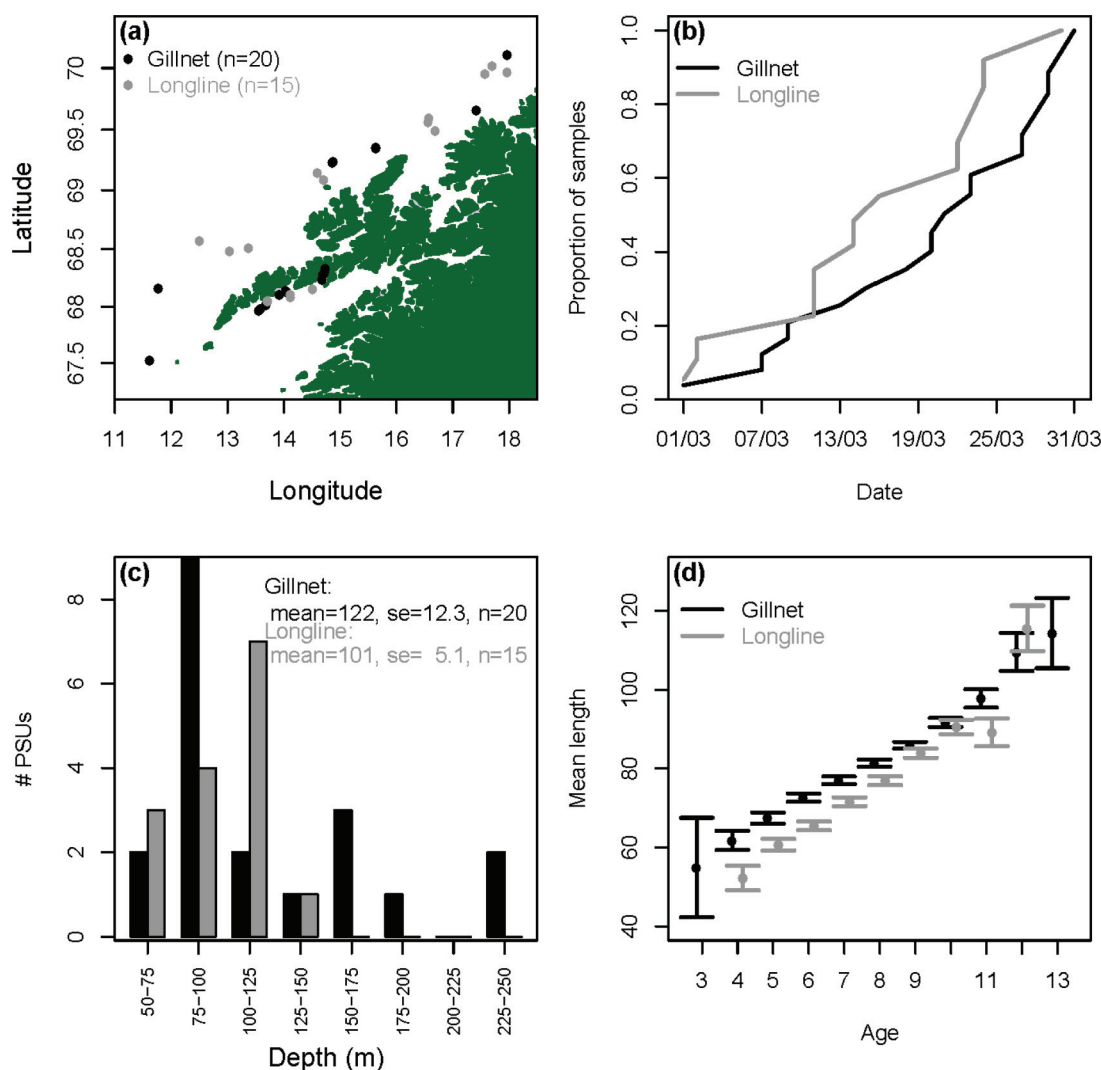 (a)
Gillnet (n=20)
Longline (n=15)
Latitude
70
69.5
69
68.5
68
67.5
11 12 13 14 15 16 17 18
Longitude
(b)
Gillnet
Longline
Proportion of samples
1.0
0.8
0.6
0.4
0.2
0.0
01/03 07/03 13/03 19/03 25/03 31/03
Date
(c)
Gillnet:
mean=122, se=12.3, n=20
Longline:
mean=101, se= 5.1, n=15
# PSUs
8
6
4
2
0
50−75 75−100 100−125 125−150 150−175 175−200 200−225 225−250
Depth (m)
(d)
Gillnet
Longline
Mean length
120
100
80
60
40
3 4 5 6 7 8 9 11 13
Age